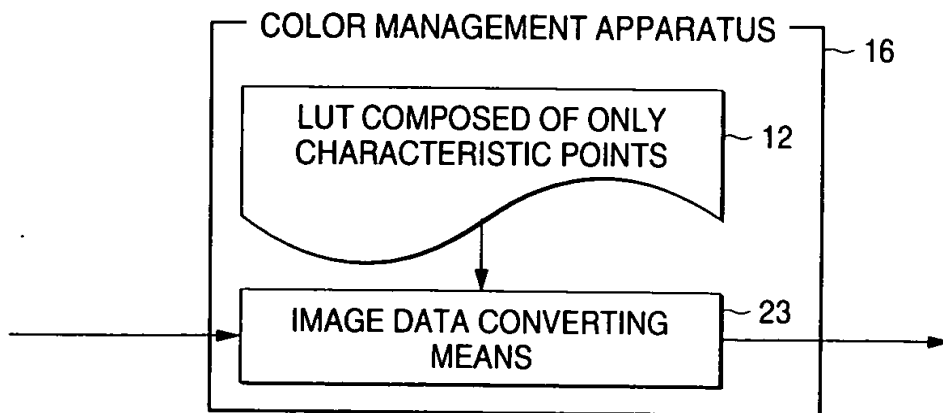 COLOR MANAGEMENT APPARATUS
16
LUT COMPOSED OF ONLY
CHARACTERISTIC POINTS
12
IMAGE DATA CONVERTING
MEANS
23